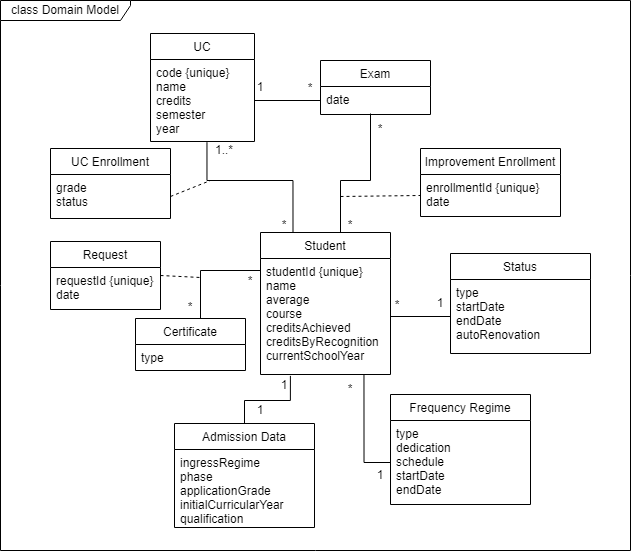 class Domain Model
UC
code {unique}
name
credits
semester
year
1
*
Exam
date
*
1..*
UC Enrollment
grade
status
Improvement Enrollment
enrollmentId {unique}
date
*
*
Request
requestId {unique}
date
*
*
Certificate
type
Student
studentId {unique}
name
average
course
creditsAchieved
creditsByRecognition
currentSchoolYear
*
1
Status
type
startDate
endDate
autoRenovation
1
1
Admission Data
ingressRegime
phase
applicationGrade
initialCurricularYear
qualification
*
1
Frequency Regime
type
dedication
schedule
startDate
endDate